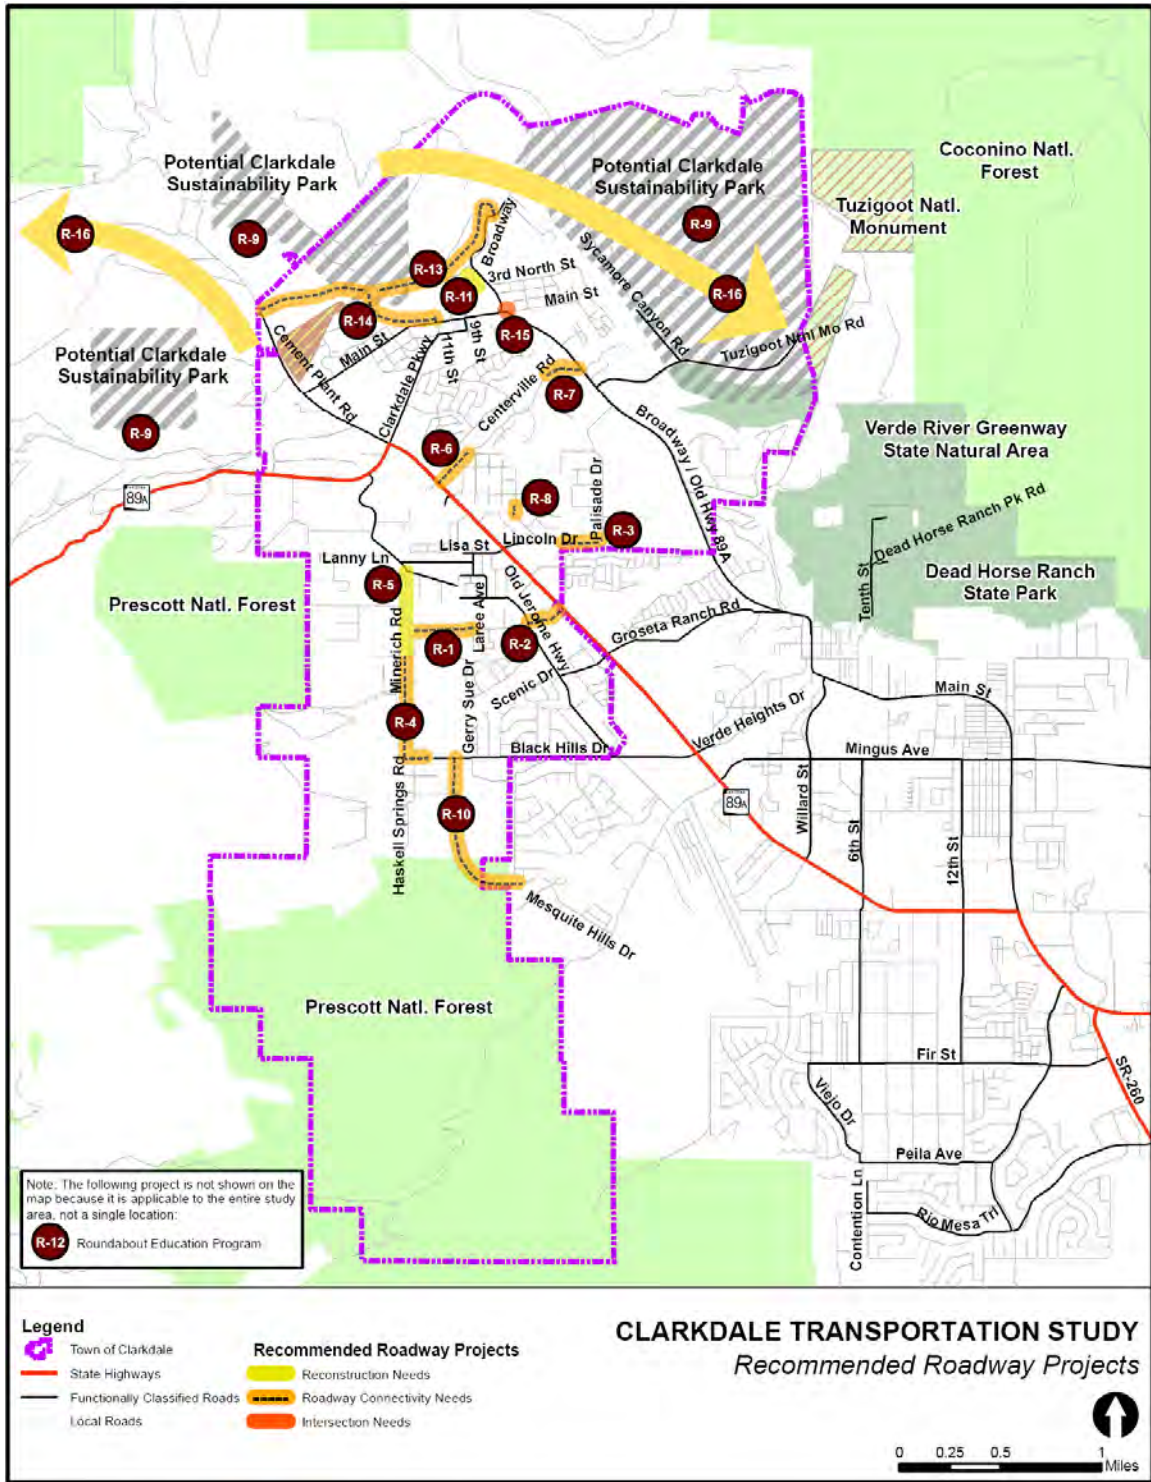 Potential Clarkdale
Sustainability Park
R-9
R-16
Potential Clarkdale
Sustainability Park
R-9
R-16
Coconino Natl.
Forest
Tuzigoot Natl.
Monument
Broadway
R-13
3rd North St
R-11
Main St
Sycamore Canyon Rd
R-14
R-15
Main St
9th St
11th St
Clarkdale Pkwy
Cement Plant Rd
Tuzigoot Ntnl Mo Rd
Potential Clarkdale
Sustainability Park
R-9
Centerville Rd
R-7
R-6
Broadway / Old Hwy 89A
Verde River Greenway
State Natural Area
89A
R-8
Palisade Dr
R-3
Lincoln Dr
Lisa St
Lanny Ln
Dead Horse Ranch Pk Rd
Tenth St
Dead Horse Ranch
State Park
R-5
Prescott Natl. Forest
Minerich Rd
Laree Ave
Old Jerome Hwy
Groseta Ranch Rd
R-1
R-2
Scenic Dr
Gerry Sue Dr
R-4
Main St
Verde Heights Dr
Black Hills Dr
Mingus Ave
Haskell Springs Rd
89A
Willard St
6th St
12th St
R-10
Mesquite Hills Dr
Prescott Natl. Forest
Fir St
SR-260
Viejo Dr
Peila Ave
Contention Ln
Rio Mesa Trl
Note: The following project is not shown on the
map because it is applicable to the entire study
area, not a single location:
R-12 Roundabout Education Program
Legend
Town of Clarkdale
State Highways
Functionally Classified Roads
Local Roads
Recommended Roadway Projects
Reconstruction Needs
Roadway Connectivity Needs
Intersection Needs
CLARKDALE TRANSPORTATION STUDY
Recommended Roadway Projects
0 0.25 0.5 1
Miles